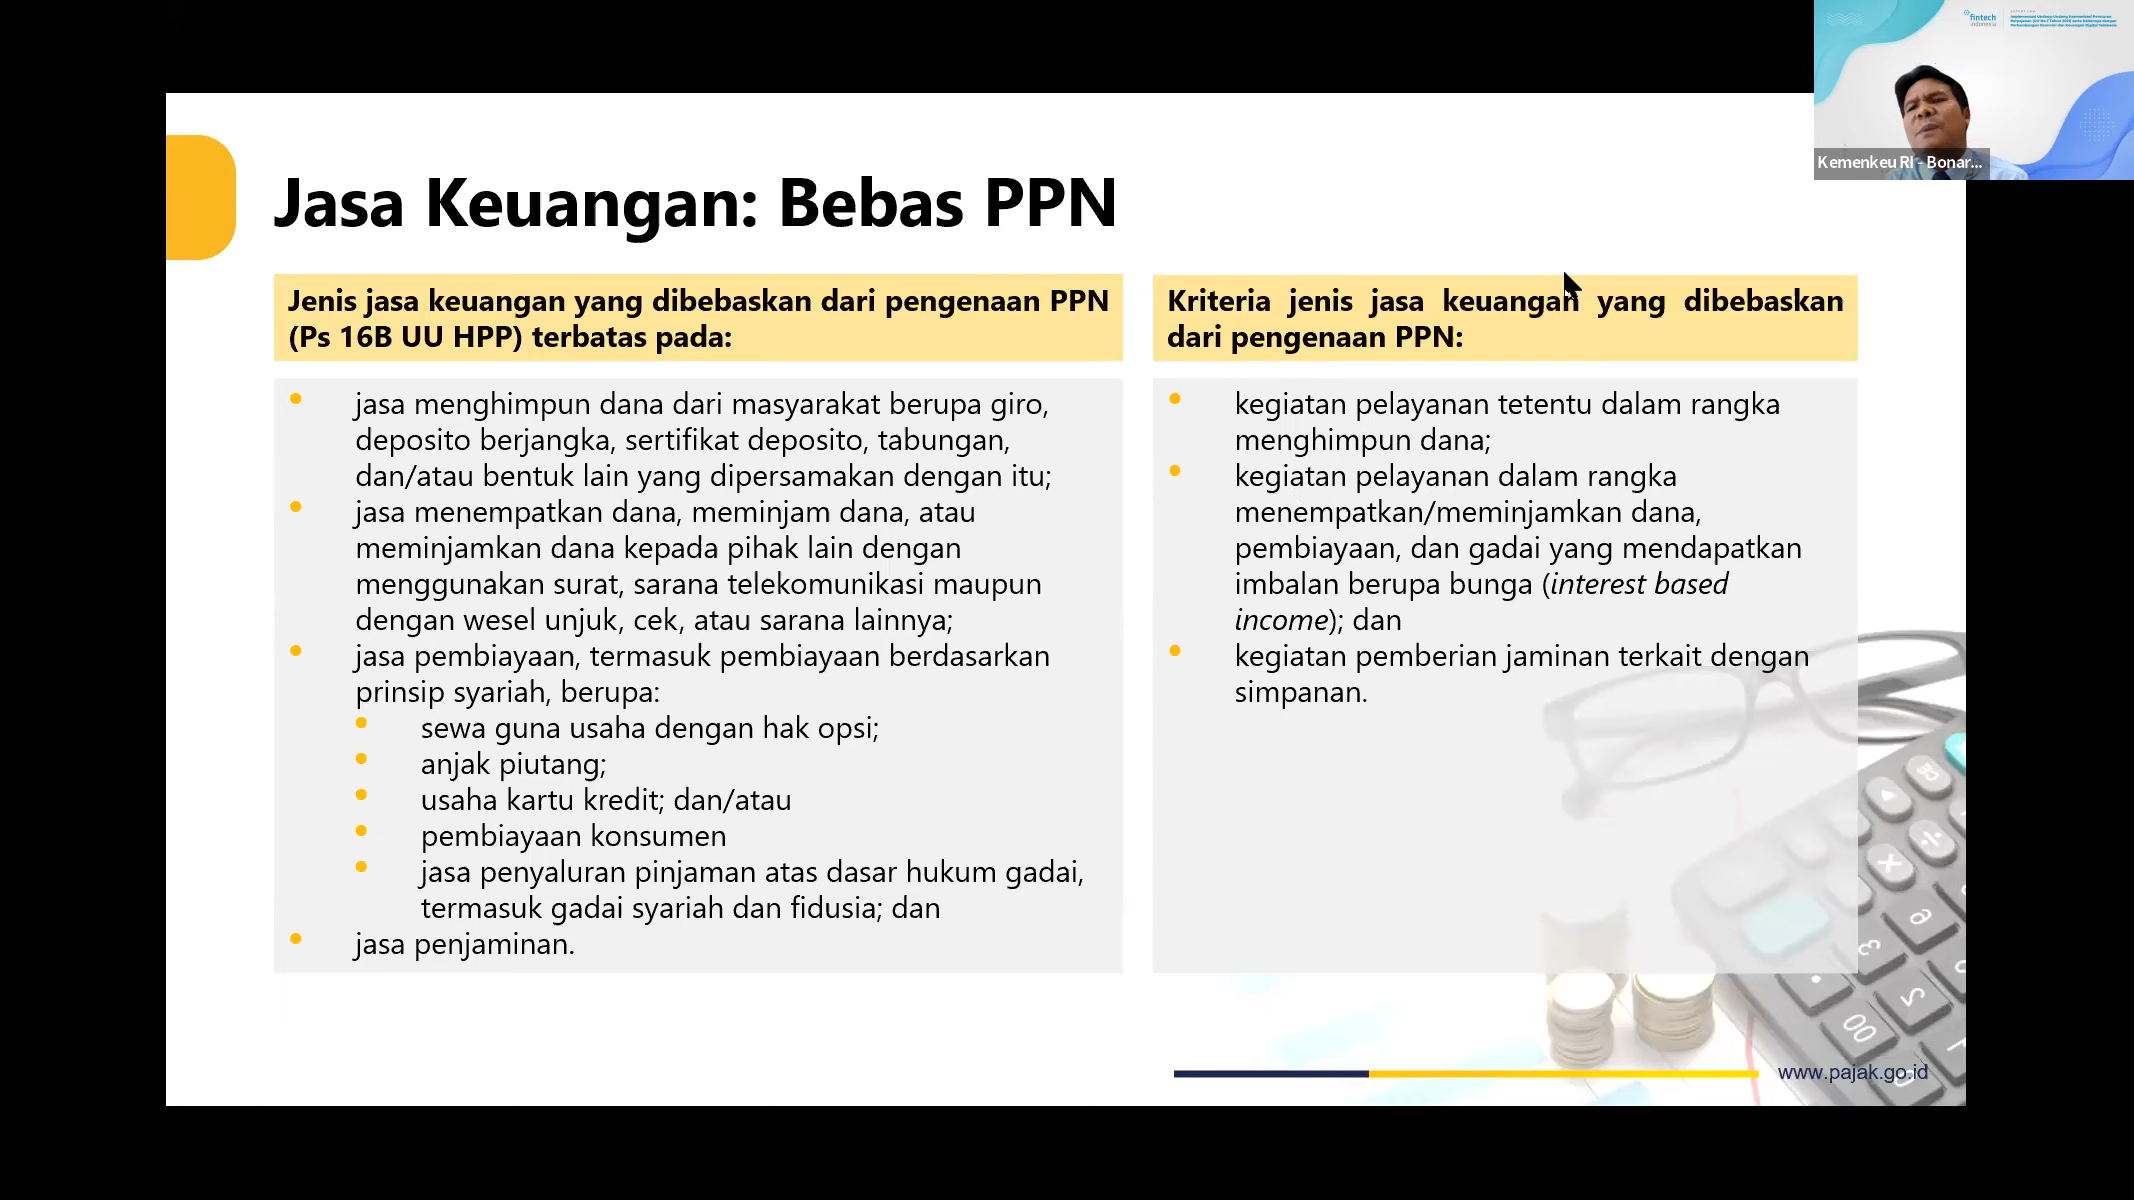 fintech
indonesia
Kemenkeu RI - Bonar...
Jasa Keuangan: Bebas PPN
Jenis jasa keuangan yang dibebaskan dari pengenaan PPN
(Ps 16B UU HPP) terbatas pada:
• jasa menghimpun dana dari masyarakat berupa giro,
deposito berjangka, sertifikat deposito, tabungan,
dan/atau bentuk lain yang dipersamakan dengan itu;
• jasa menempatkan dana, meminjam dana, atau
meminjamkan dana kepada pihak lain dengan
menggunakan surat, sarana telekomunikasi maupun
dengan wesel unjuk, cek, atau sarana lainnya;
• jasa pembiayaan, termasuk pembiayaan berdasarkan
prinsip syariah, berupa:
• sewa guna usaha dengan hak opsi;
• anjak piutang;
• usaha kartu kredit; dan/atau
• pembiayaan konsumen
• jasa penyaluran pinjaman atas dasar hukum gadai,
termasuk gadai syariah dan fidusia; dan
• jasa penjaminan.
Kriteria jenis jasa keuangan yang dibebaskan
dari pengenaan PPN:
• kegiatan pelayanan tetentu dalam rangka
menghimpun dana;
• kegiatan pelayanan dalam rangka
menempatkan/meminjamkan dana,
pembiayaan, dan gadai yang mendapatkan
imbalan berupa bunga (interest based
income); dan
• kegiatan pemberian jaminan terkait dengan
simpanan.
www.pajak.go.id